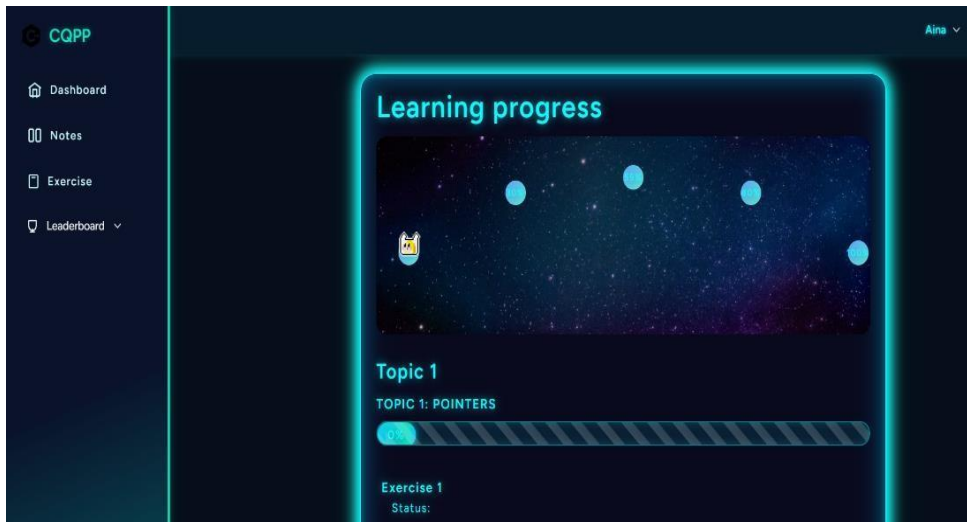 CQPP
Aina
Dashboard
Notes
Exercise
Leaderboard
Learning progress
Topic 1
TOPIC 1: POINTERS
0%
Exercise 1
Status: